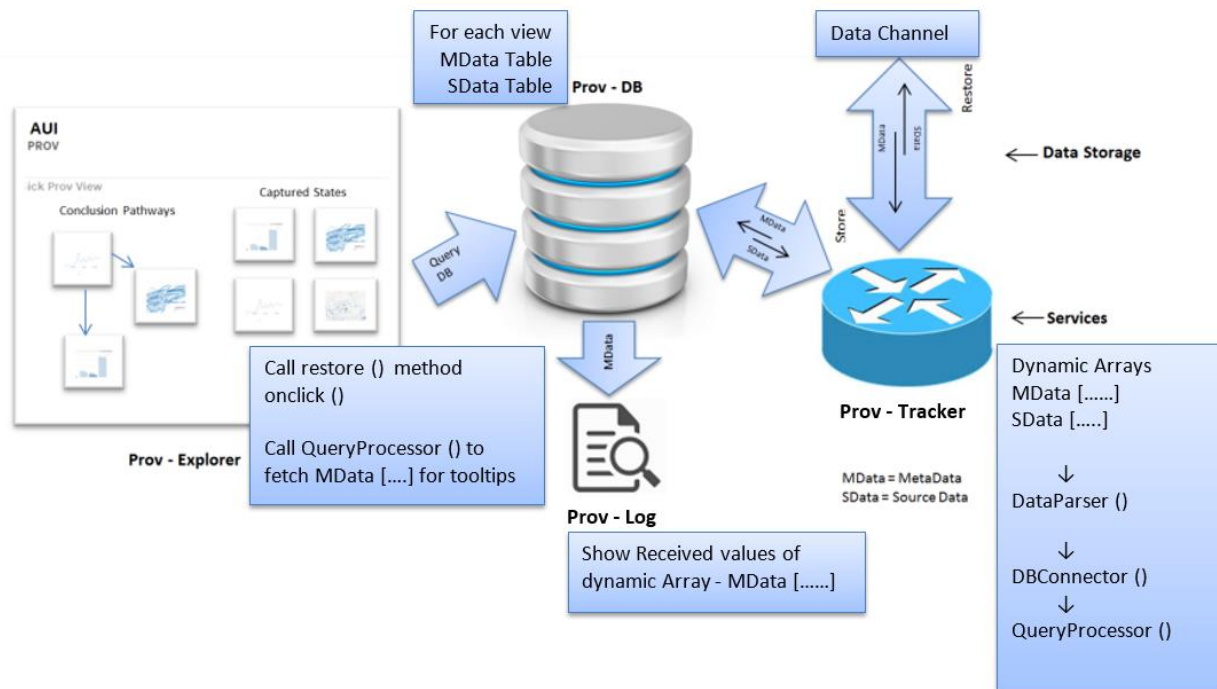 For each view
MData Table
SData Table
Prov - DB
Data Channel
Restore
MData
SData
Store
Data Storage
AUI
PROV
ick Prov View
Conclusion Pathways
Captured States
Query
DB
MData
SData
Services
MData
Call restore () method
onclick ()
Call QueryProcessor () to
fetch MData [….] for tooltips
Prov - Explorer
Prov - Tracker
MData = MetaData
SData = Source Data
Dynamic Arrays
MData [……]
SData […..]
↓
DataParser ()
↓
DBConnector ()
↓
QueryProcessor ()
Prov - Log
Show Received values of
dynamic Array - MData [……]